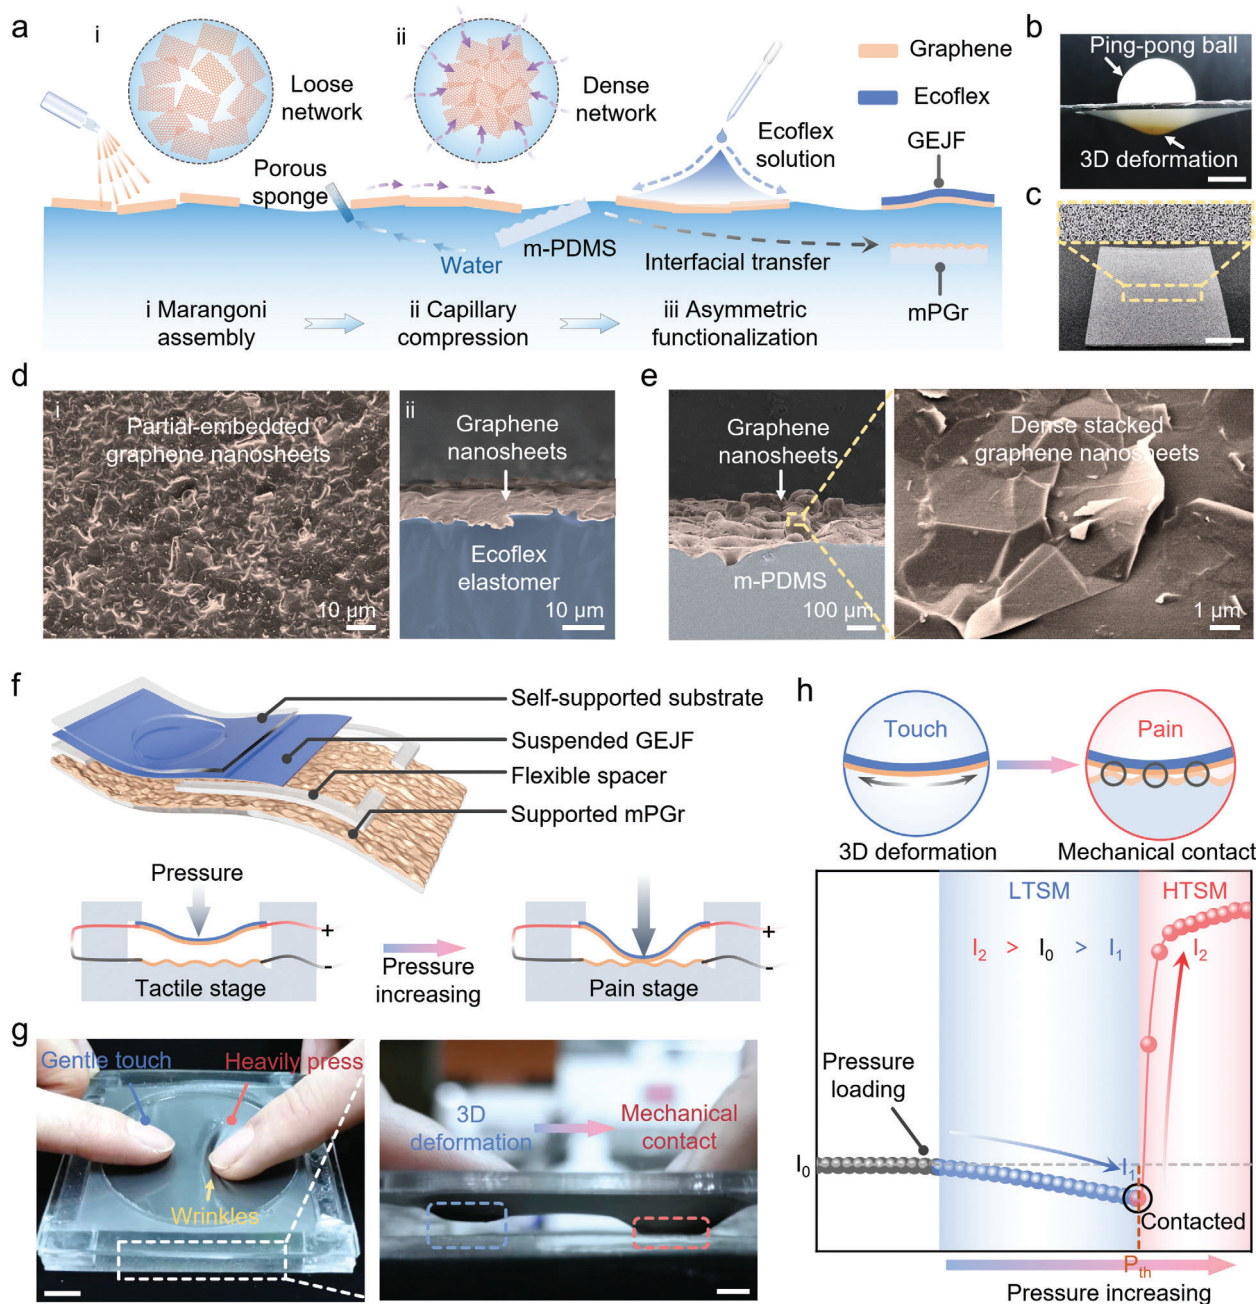 a
i
Loose
network
ii
Dense
network
Graphene
Ecoflex
Porous
sponge
Ecoflex
solution
GEJF
m-PDMS
Water
Interfacial transfer
mPGr
i Marangoni
assembly
ii Capillary
compression
iii Asymmetric
functionalization
b
Ping-pong ball
3D deformation
c
d
i
Partial-embedded
graphene nanosheets
10 µm
ii
Graphene
nanosheets
Ecoflex
elastomer
10 µm
e
Graphene
nanosheets
m-PDMS
100 µm
Dense stacked
graphene nanosheets
1 µm
f
Self-supported substrate
Suspended GEJF
Flexible spacer
Supported mPGr
Pressure
+
-
Tactile stage
Pressure
increasing
+
-
Pain stage
g
Gentle touch
Heavily press
Wrinkles
3D
deformation
Mechanical
contact
h
Touch
Pain
3D deformation
Mechanical contact
LTSM
HTSM
I₂ > I₀ > I₁
I₂
Pressure
loading
I₀
I₁
Contacted
Pth
Pressure increasing